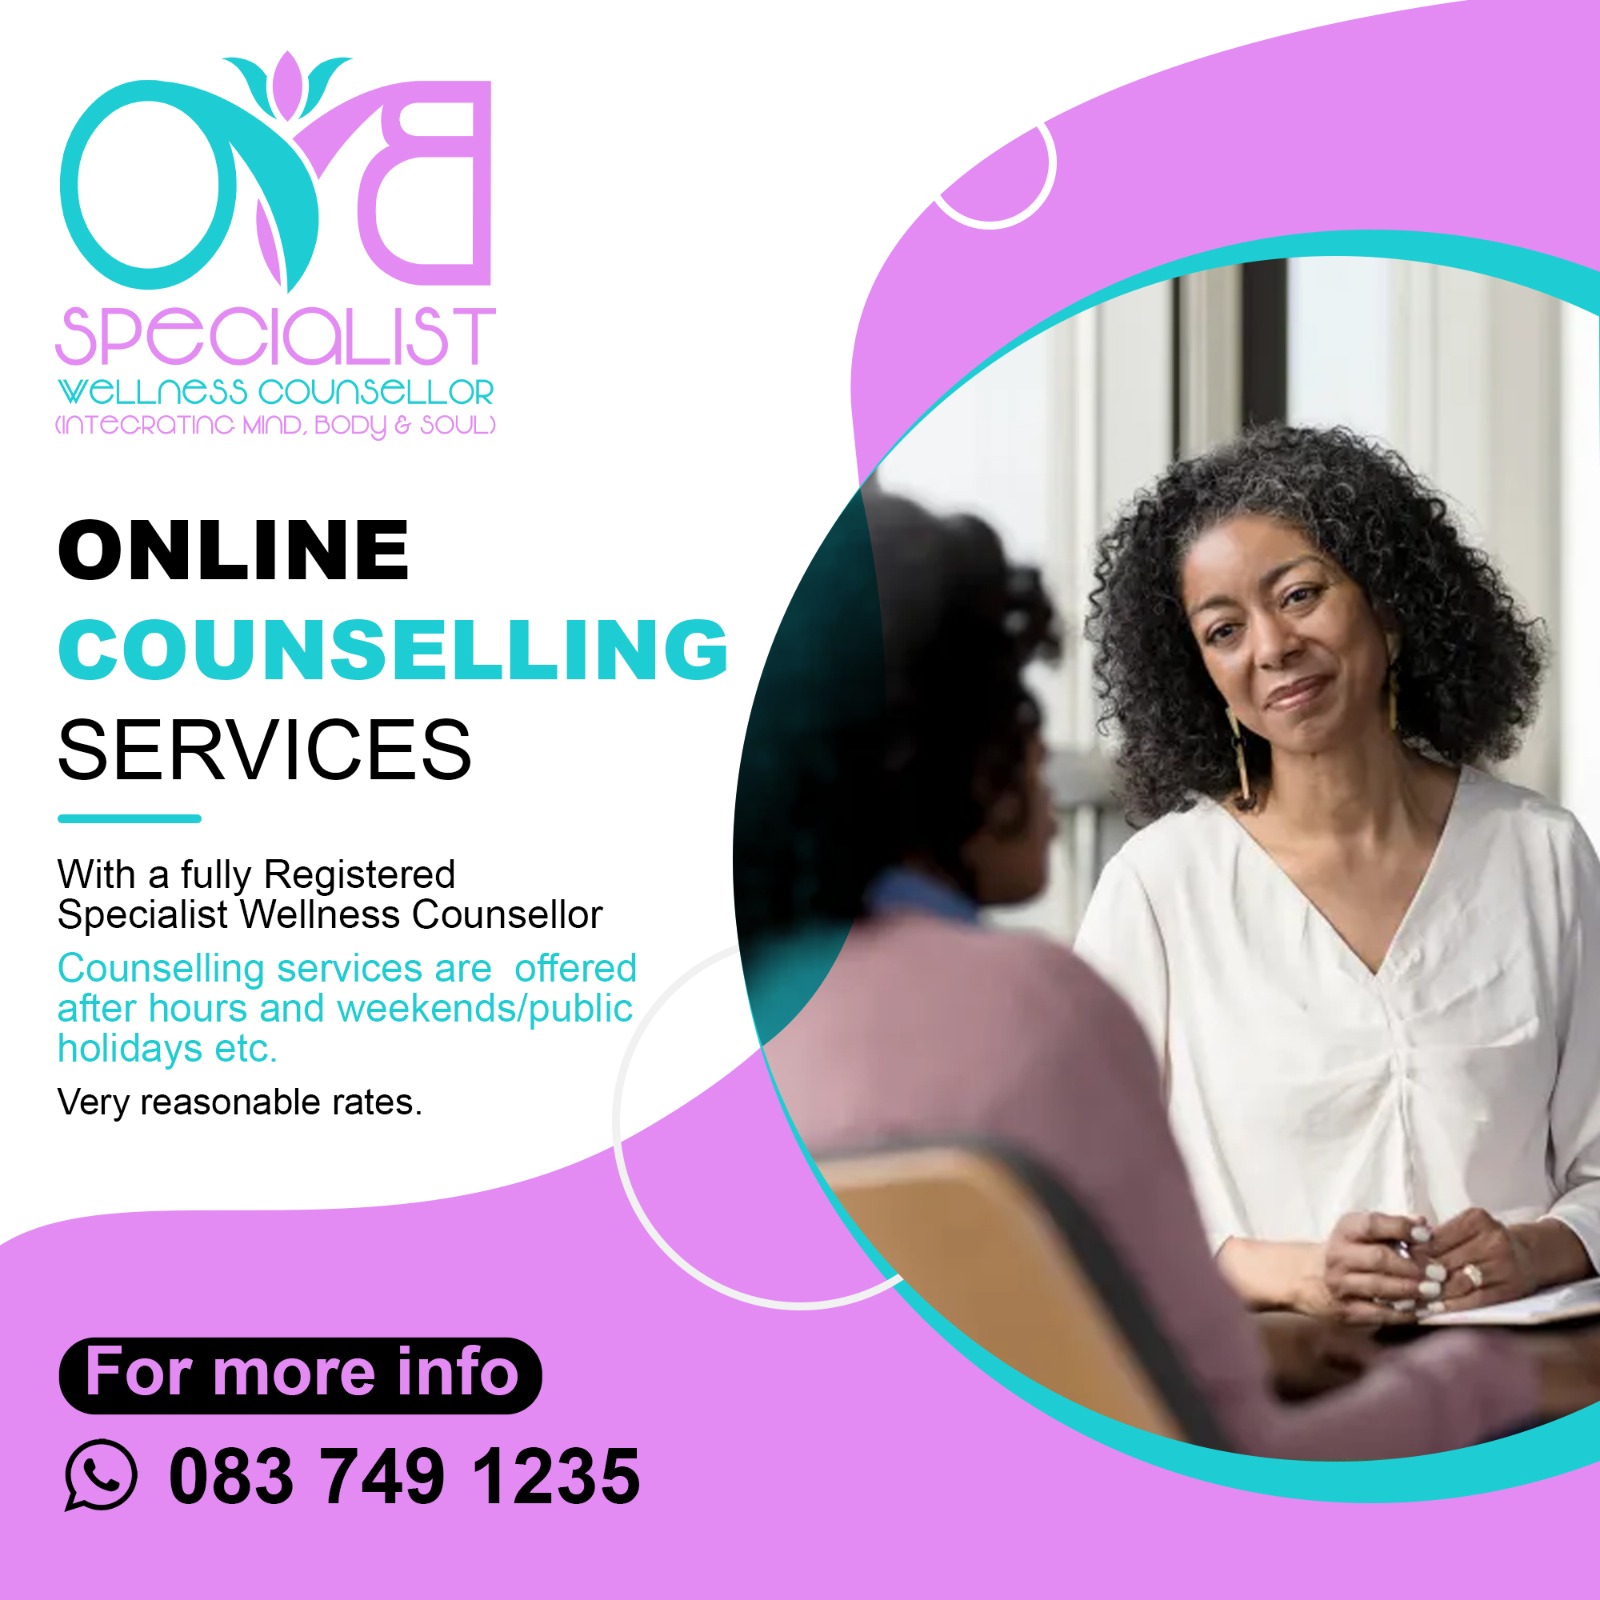 OYB
SPECIALIST
WELLNESS COUNSELLOR
(INTEGRATING MIND, BODY & SOUL)
ONLINE
COUNSELLING
SERVICES
With a fully Registered
Specialist Wellness Counsellor
Counselling services are  offered
after hours and weekends/public
holidays etc.
Very reasonable rates.
For more info
083 749 1235